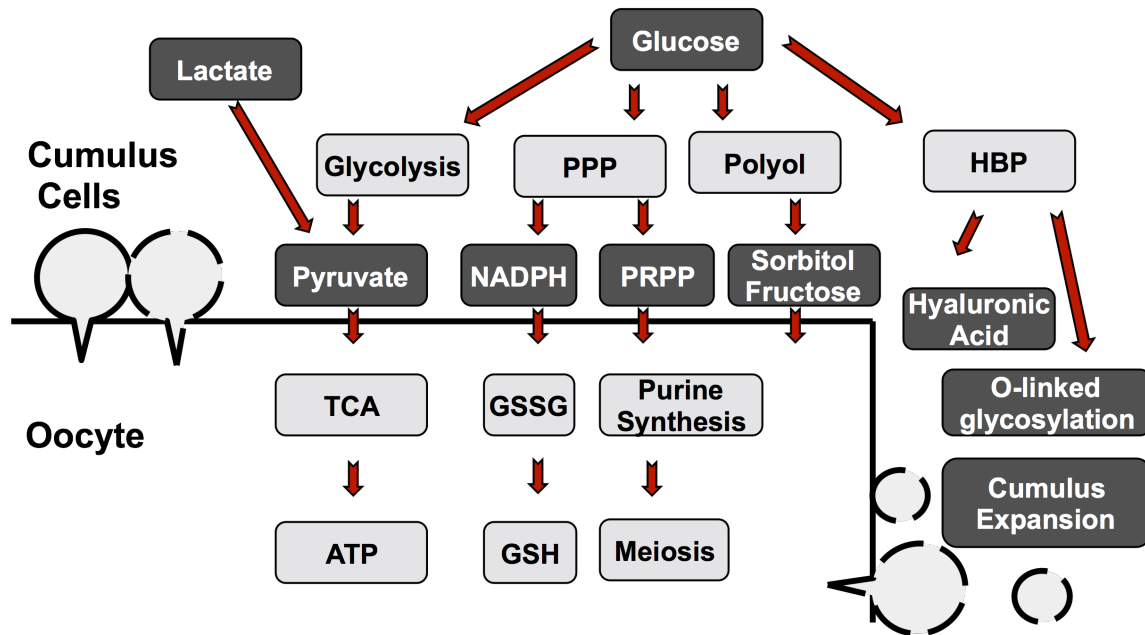 Glucose
Lactate
Cumulus
Cells
Glycolysis
PPP
Polyol
HBP
Pyruvate
NADPH
PRPP
Sorbitol
Fructose
Hyaluronic
Acid
TCA
GSSG
Purine
Synthesis
O-linked
glycosylation
Oocyte
Cumulus
Expansion
ATP
GSH
Meiosis